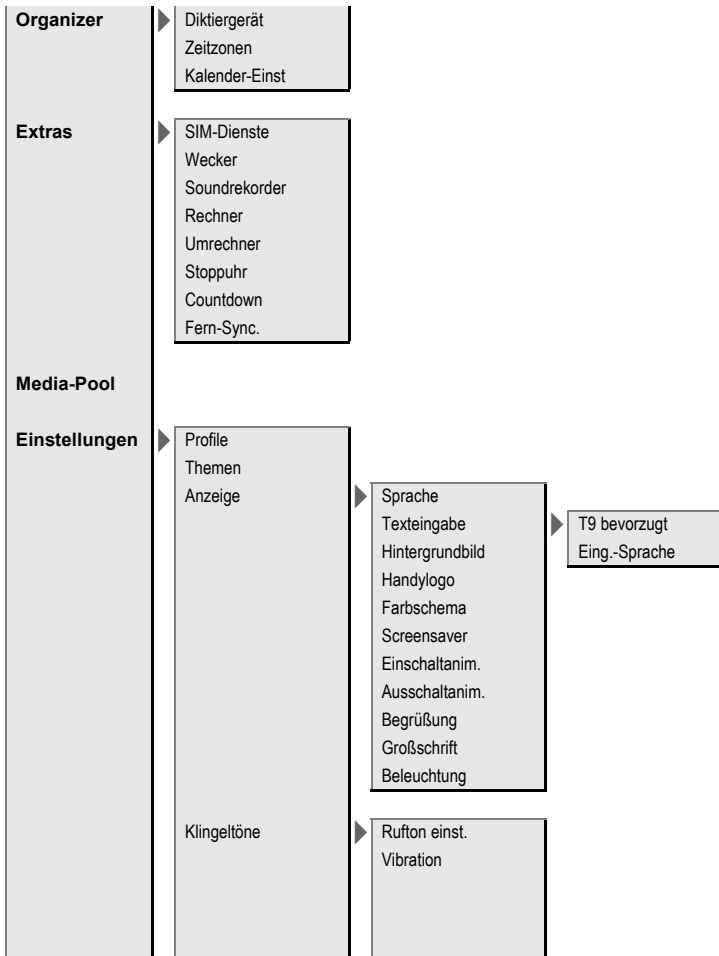 Organizer
Diktiergerät
Zeitzonen
Kalender-Einst
Extras
SIM-Dienste
Wecker
Soundrekorder
Rechner
Umrechner
Stoppuhr
Countdown
Fern-Sync.
Media-Pool
Einstellungen
Profile
Themen
Anzeige
Sprache
Texteingabe
T9 bevorzugt
Eing.-Sprache
Hintergrundbild
Handylogo
Farbschema
Screensaver
Einschaltanim.
Ausschaltanim.
Begrüßung
Großschrift
Beleuchtung
Klingeltöne
Rufton einst.
Vibration